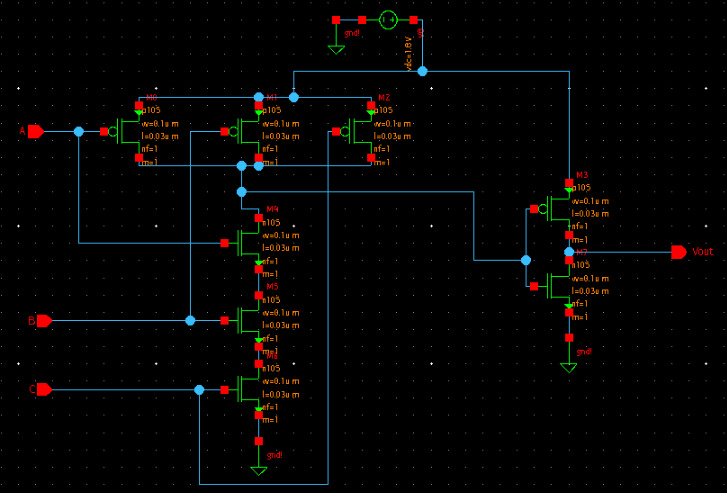 gnd!
vdc=1.8V
M0
p105
w=0.1u m
l=0.03u m
nf=1
m=1
M1
p105
w=0.1u m
l=0.03u m
nf=1
m=1
M2
p105
w=0.1u m
l=0.03u m
nf=1
m=1
A
M3
p105
w=0.1u m
l=0.03u m
nf=1
m=1
M4
n105
w=0.1u m
l=0.03u m
nf=1
m=1
Vout
n105
w=0.1u m
l=0.03u m
nf=1
m=1
M5
n105
w=0.1u m
l=0.03u m
nf=1
m=1
B
gnd!
n105
w=0.1u m
l=0.03u m
nf=1
m=1
C
gnd!